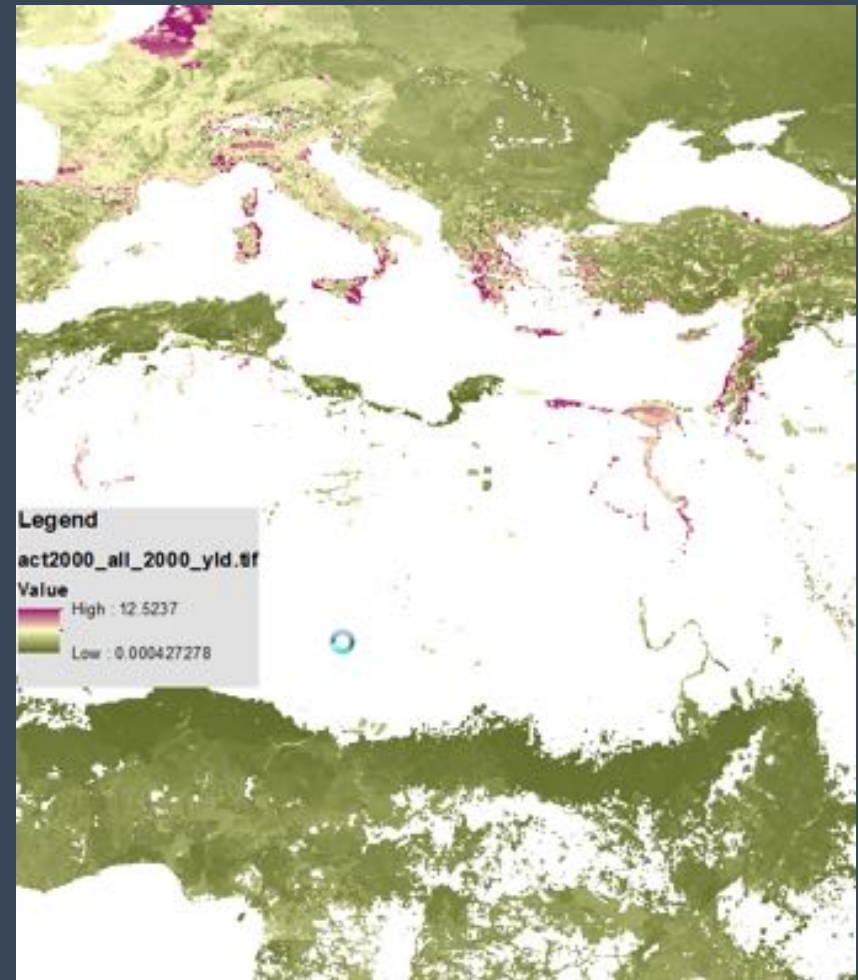 Legend
act2000_all_2000_yld.tif
Value
High : 12.5237
Low : 0.000427278